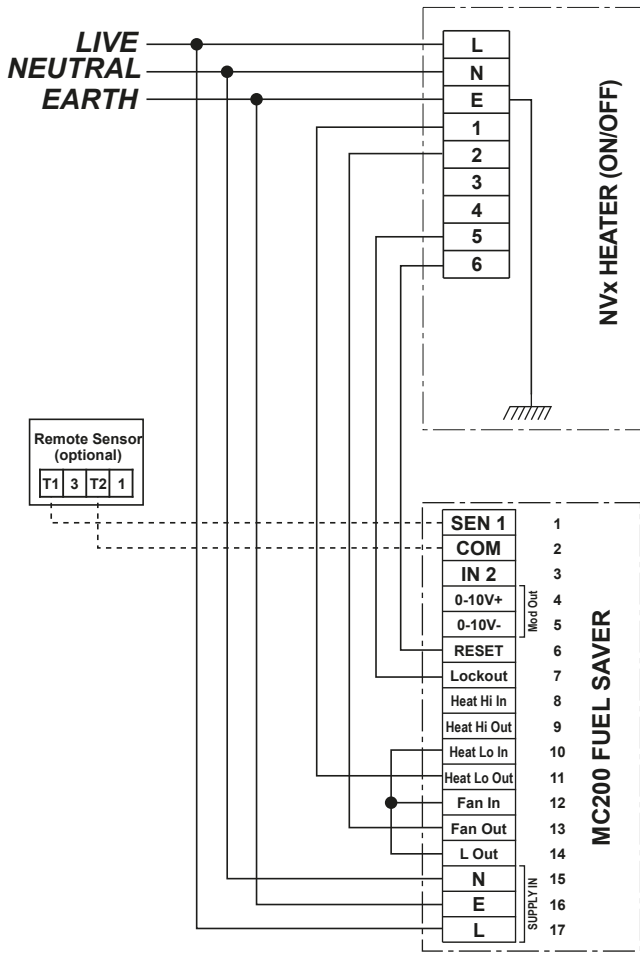 LIVE
NEUTRAL
EARTH
L
N
E
1
2
3
4
5
6
NVx HEATER (ON/OFF)
Remote Sensor
(optional)
T1 3 T2 1
SEN 1 1
COM 2
IN 2 3
0-10V+ 4
0-10V- 5
Mod Out
RESET 6
Lockout 7
Heat Hi In 8
Heat Hi Out 9
Heat Lo In 10
Heat Lo Out 11
Fan In 12
Fan Out 13
L Out 14
N 15
E 16
L 17
SUPPLY IN
MC200 FUEL SAVER